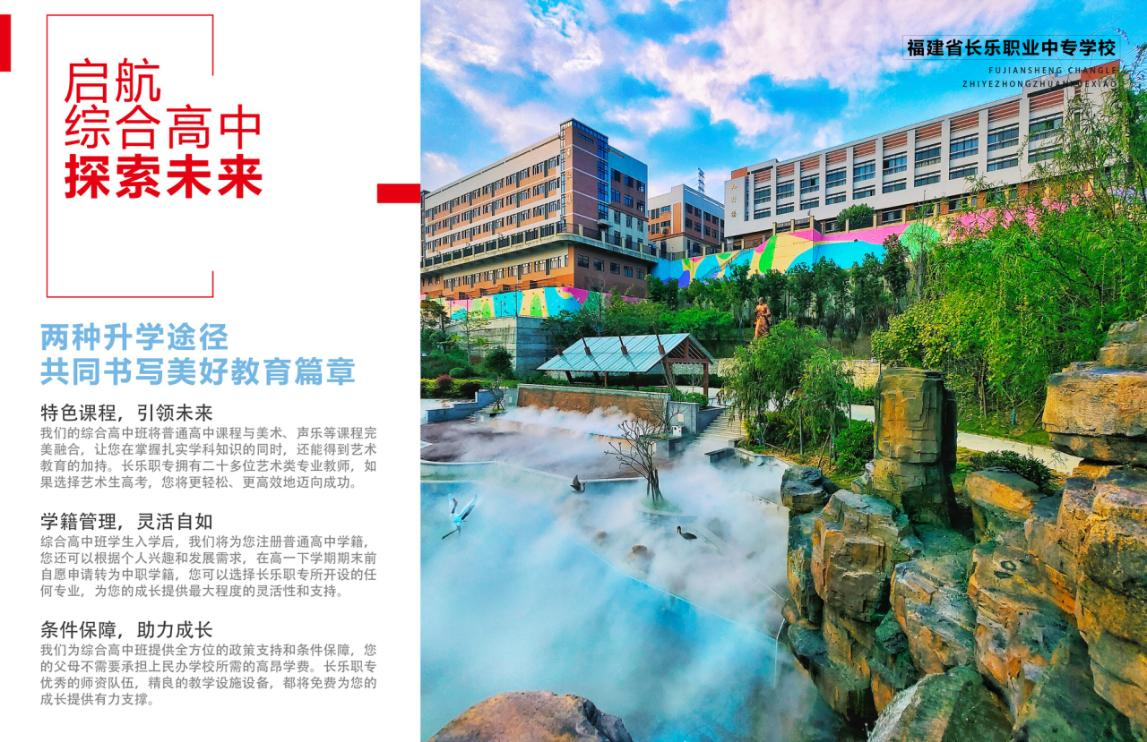 启航
综合高中
探索未来
两种升学途径
共同书写美好教育篇章
特色课程，引领未来
我们的综合高中班将普通高中课程与美术、声乐等课程完
美融合，让您在掌握扎实学科知识的同时，还能得到艺术
教育的加持。长乐职专拥有二十多位艺术类专业教师，如
果选择艺术生高考，您将更轻松、更高效地迈向成功。
学籍管理，灵活自如
综合高中班学生入学后，我们将为您注册普通高中学籍，
您还可以根据个人兴趣和发展需求，在高一下学期期末前
自愿申请转为中职学籍，您可以选择长乐职专所开设的任
何专业，为您的成长提供最大程度的灵活性和支持。
条件保障，助力成长
我们为综合高中班提供全方位的政策支持和条件保障，您
的父母不需要承担上民办学校所需的高昂学费。长乐职专
优秀的师资队伍，精良的教学设施设备，都将免费为您的
成长提供有力支撑。
福建省长乐职业中专学校
FUJIANSHENG CHANGLE